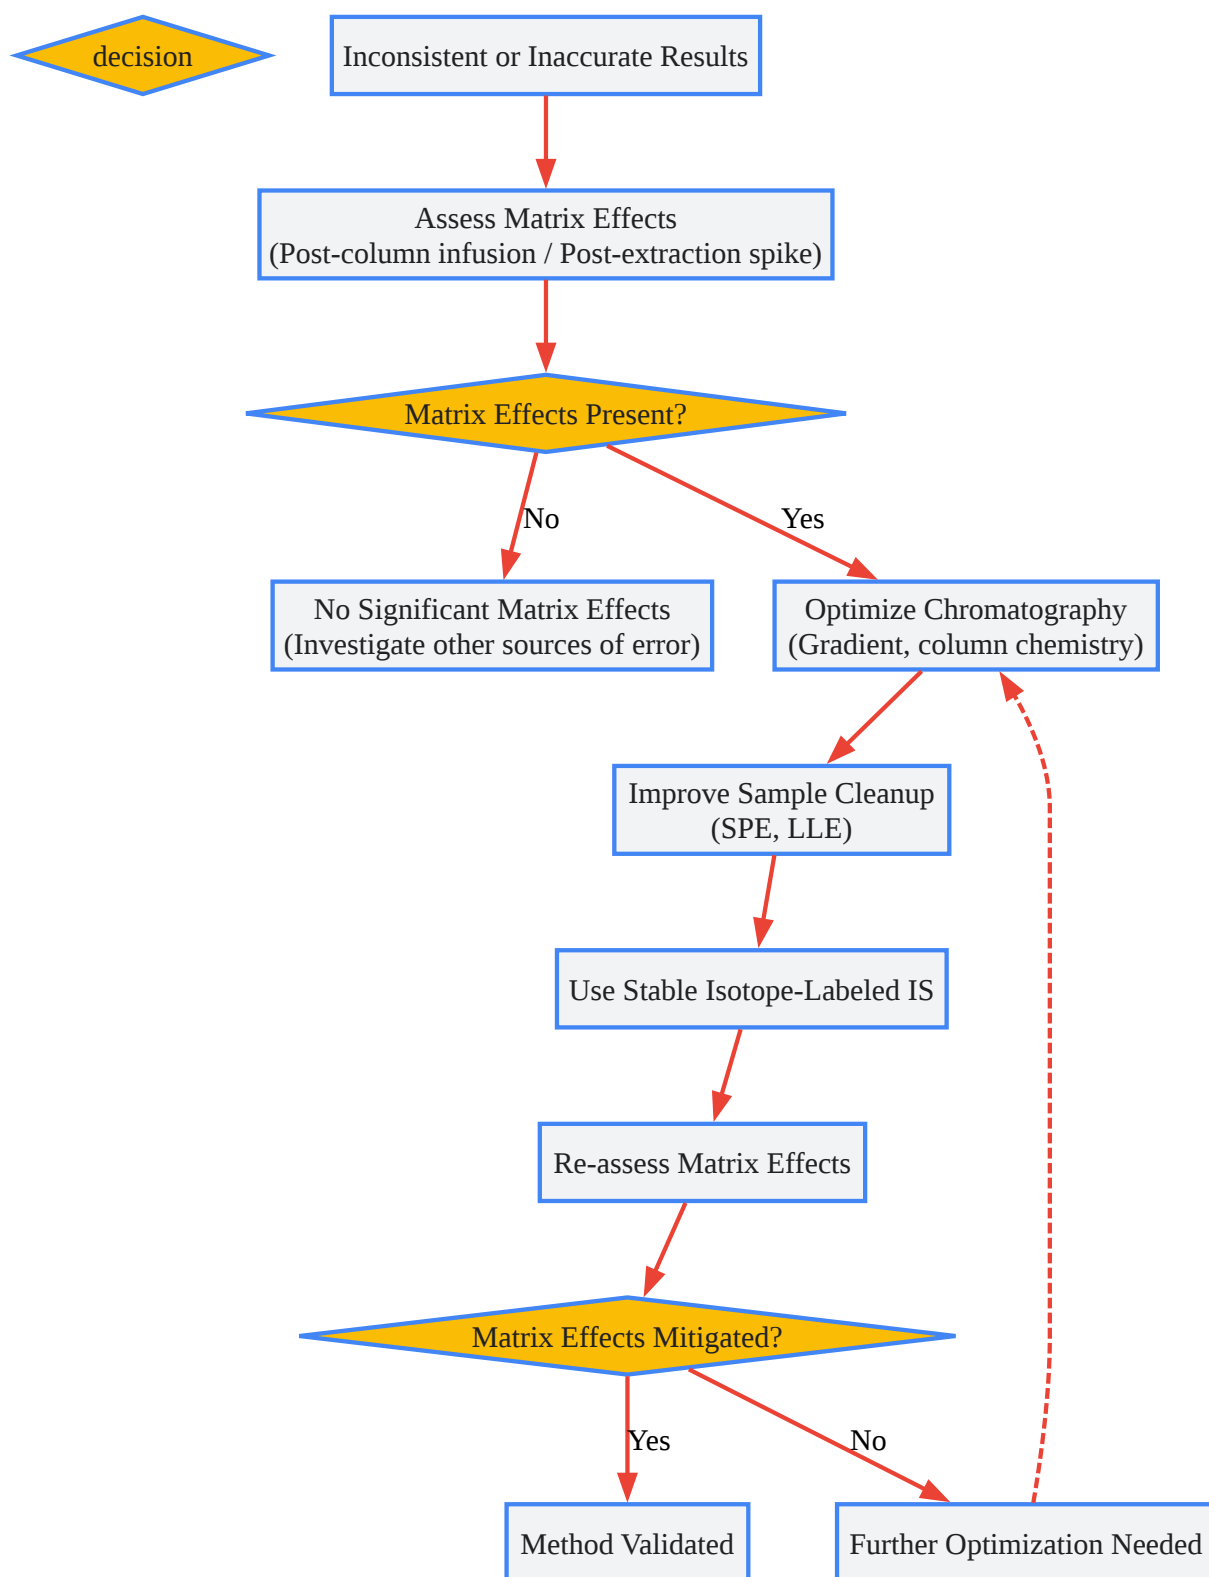 decision
Inconsistent or Inaccurate Results
Assess Matrix Effects
(Post-column infusion / Post-extraction spike)
Matrix Effects Present?
No
Yes
No Significant Matrix Effects
(Investigate other sources of error)
Optimize Chromatography
(Gradient, column chemistry)
Improve Sample Cleanup
(SPE, LLE)
Use Stable Isotope-Labeled IS
Re-assess Matrix Effects
Matrix Effects Mitigated?
Yes
No
Method Validated
Further Optimization Needed